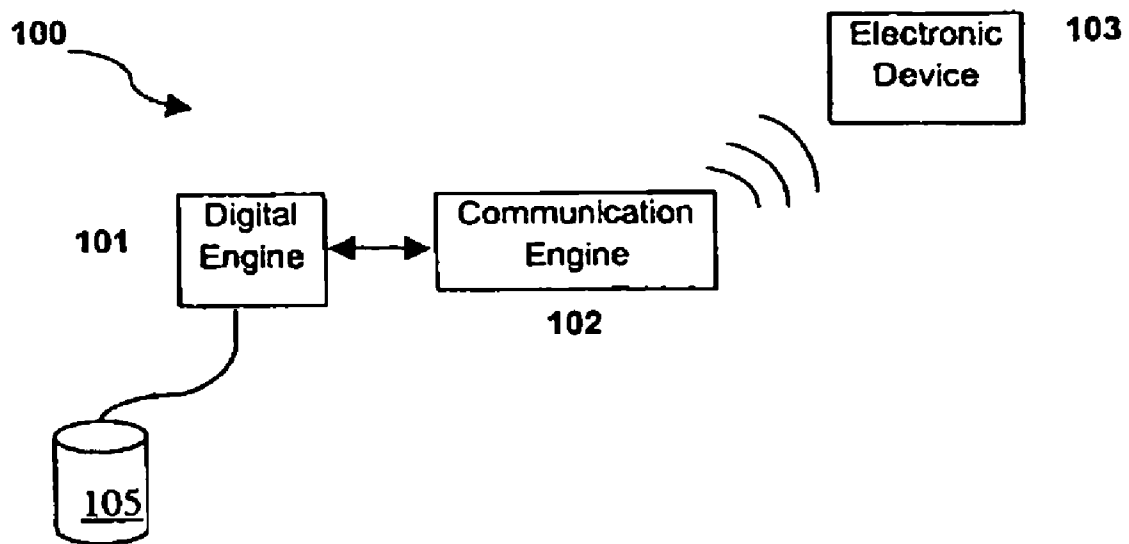 100
Electronic
Device
103
101
Digital
Engine
Communication
Engine
102
105